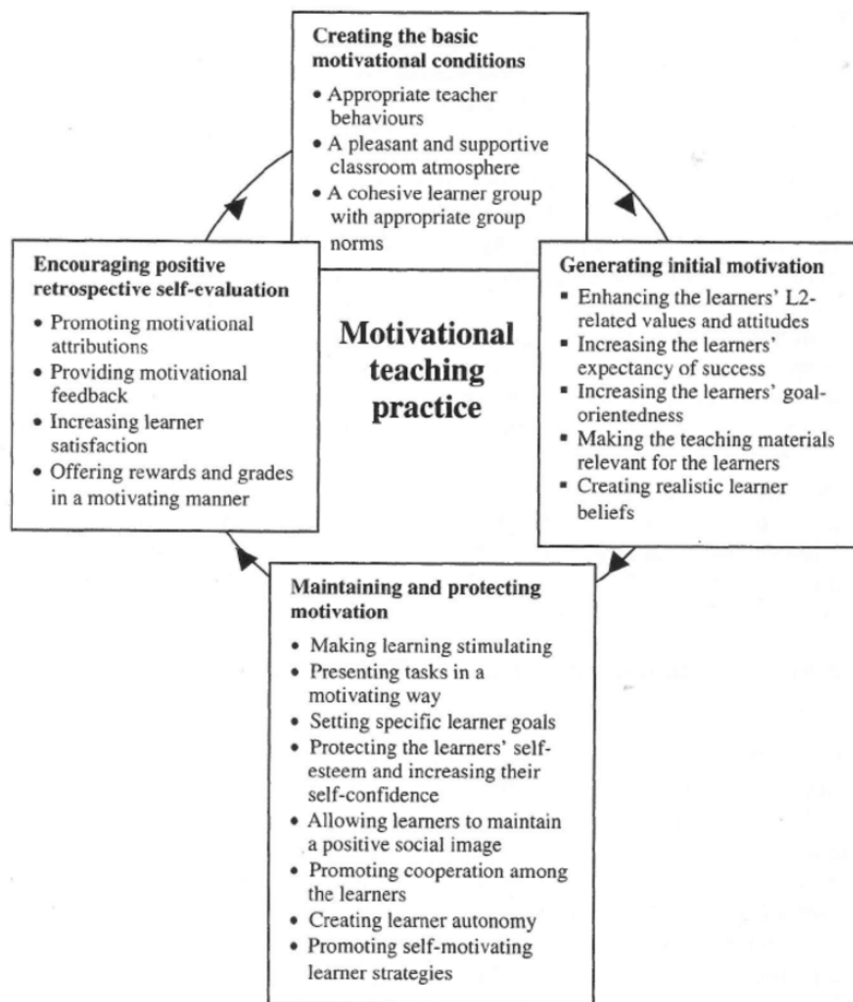 Creating the basic
motivational conditions
• Appropriate teacher
behaviours
• A pleasant and supportive
classroom atmosphere
• A cohesive learner group
with appropriate group
norms
Encouraging positive
retrospective self-evaluation
• Promoting motivational
attributions
• Providing motivational
feedback
• Increasing learner
satisfaction
• Offering rewards and grades
in a motivating manner
Motivational
teaching
practice
Generating initial motivation
▪ Enhancing the learners' L2-
related values and attitudes
▪ Increasing the learners'
expectancy of success
▪ Increasing the learners' goal-
orientedness
▪ Making the teaching materials
relevant for the learners
▪ Creating realistic learner
beliefs
Maintaining and protecting
motivation
• Making learning stimulating
• Presenting tasks in a
motivating way
• Setting specific learner goals
• Protecting the learners' self-
esteem and increasing their
self-confidence
• Allowing learners to maintain
a positive social image
• Promoting cooperation among
the learners
• Creating learner autonomy
• Promoting self-motivating
learner strategies